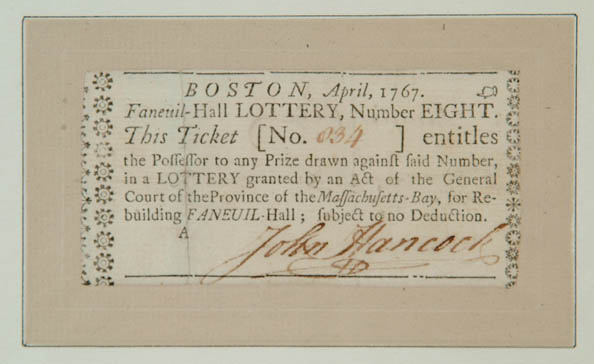 BOSTON, April, 1767.
Faneuil-Hall LOTTERY, Number EIGHT.
This Ticket [No. 834 ] entitles
the Poſſeſſor to any Prize drawn againſt ſaid Number,
in a LOTTERY granted by an Act of the General
Court of the Province of the Maſſachuſetts-Bay, for Re-
building FANEUIL-Hall; ſubject to no Deduction.
A
John Hancock